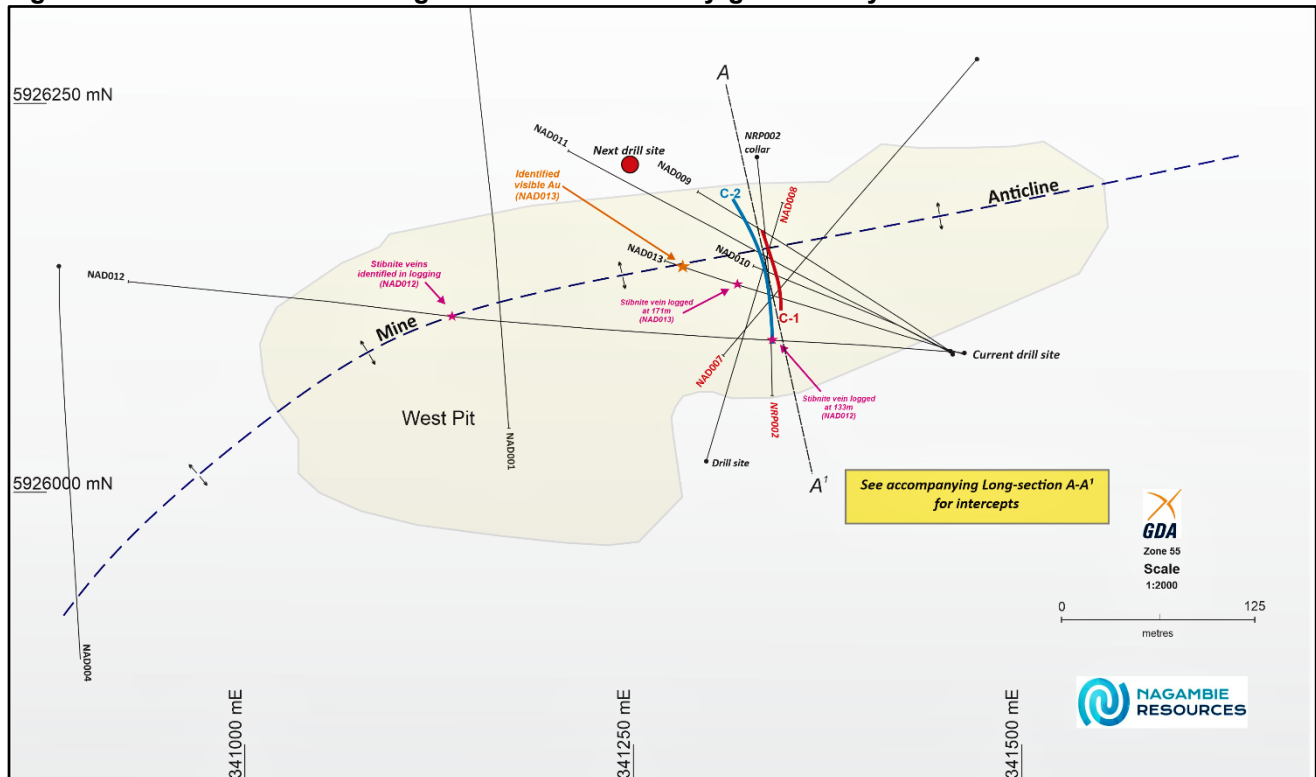 5926250 mN
A
NAD011
Next drill site
NRP002
collar
NAD009
Identified
visible Au
(NAD013)
C-2
NAD008
Anticline
NAD013
NAD010
NAD012
Stibnite veins
identified in logging
(NAD012)
Stibnite vein logged
at 171m
(NAD013)
C-1
Mine
Current drill site
NAD007
Stibnite vein logged
at 133m
(NAD012)
NRP002
West Pit
NAD001
Drill site
A¹
5926000 mN
See accompanying Long-section A-A¹
for intercepts
GDA
Zone 55
Scale
1:2000
0
125
metres
NAD004
341000 mE
341250 mE
341500 mE
NAGAMBIE
RESOURCES